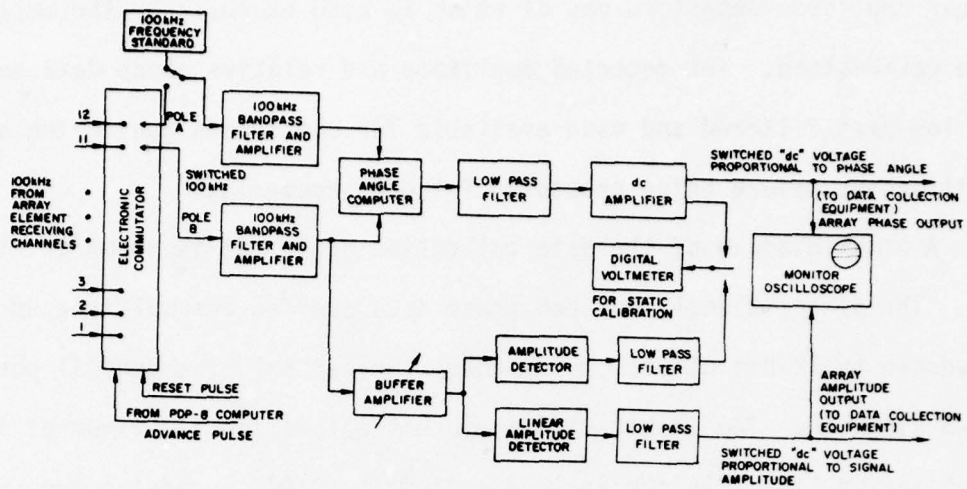 100kHz
FREQUENCY
STANDARD
12
11
POLE
A
100kHz
BANDPASS
FILTER AND
AMPLIFIER
SWITCHED
100kHz
100kHz
FROM
ARRAY
ELEMENT
RECEIVING
CHANNELS
ELECTRONIC
COMMUTATOR
POLE B
100kHz
BANDPASS
FILTER AND
AMPLIFIER
PHASE
ANGLE
COMPUTER
LOW PASS
FILTER
dc
AMPLIFIER
SWITCHED "dc" VOLTAGE
PROPORTIONAL TO PHASE ANGLE
(TO DATA COLLECTION
EQUIPMENT)
ARRAY PHASE OUTPUT
DIGITAL
VOLTMETER
FOR STATIC
CALIBRATION
MONITOR
OSCILLOSCOPE
3
2
1
RESET PULSE
FROM PDP-8 COMPUTER
ADVANCE PULSE
BUFFER
AMPLIFIER
AMPLITUDE
DETECTOR
LOW PASS
FILTER
LINEAR
AMPLITUDE
DETECTOR
LOW PASS
FILTER
ARRAY
AMPLITUDE
OUTPUT
(TO DATA COLLECTION
EQUIPMENT)
SWITCHED "dc" VOLTAGE
PROPORTIONAL TO SIGNAL
AMPLITUDE